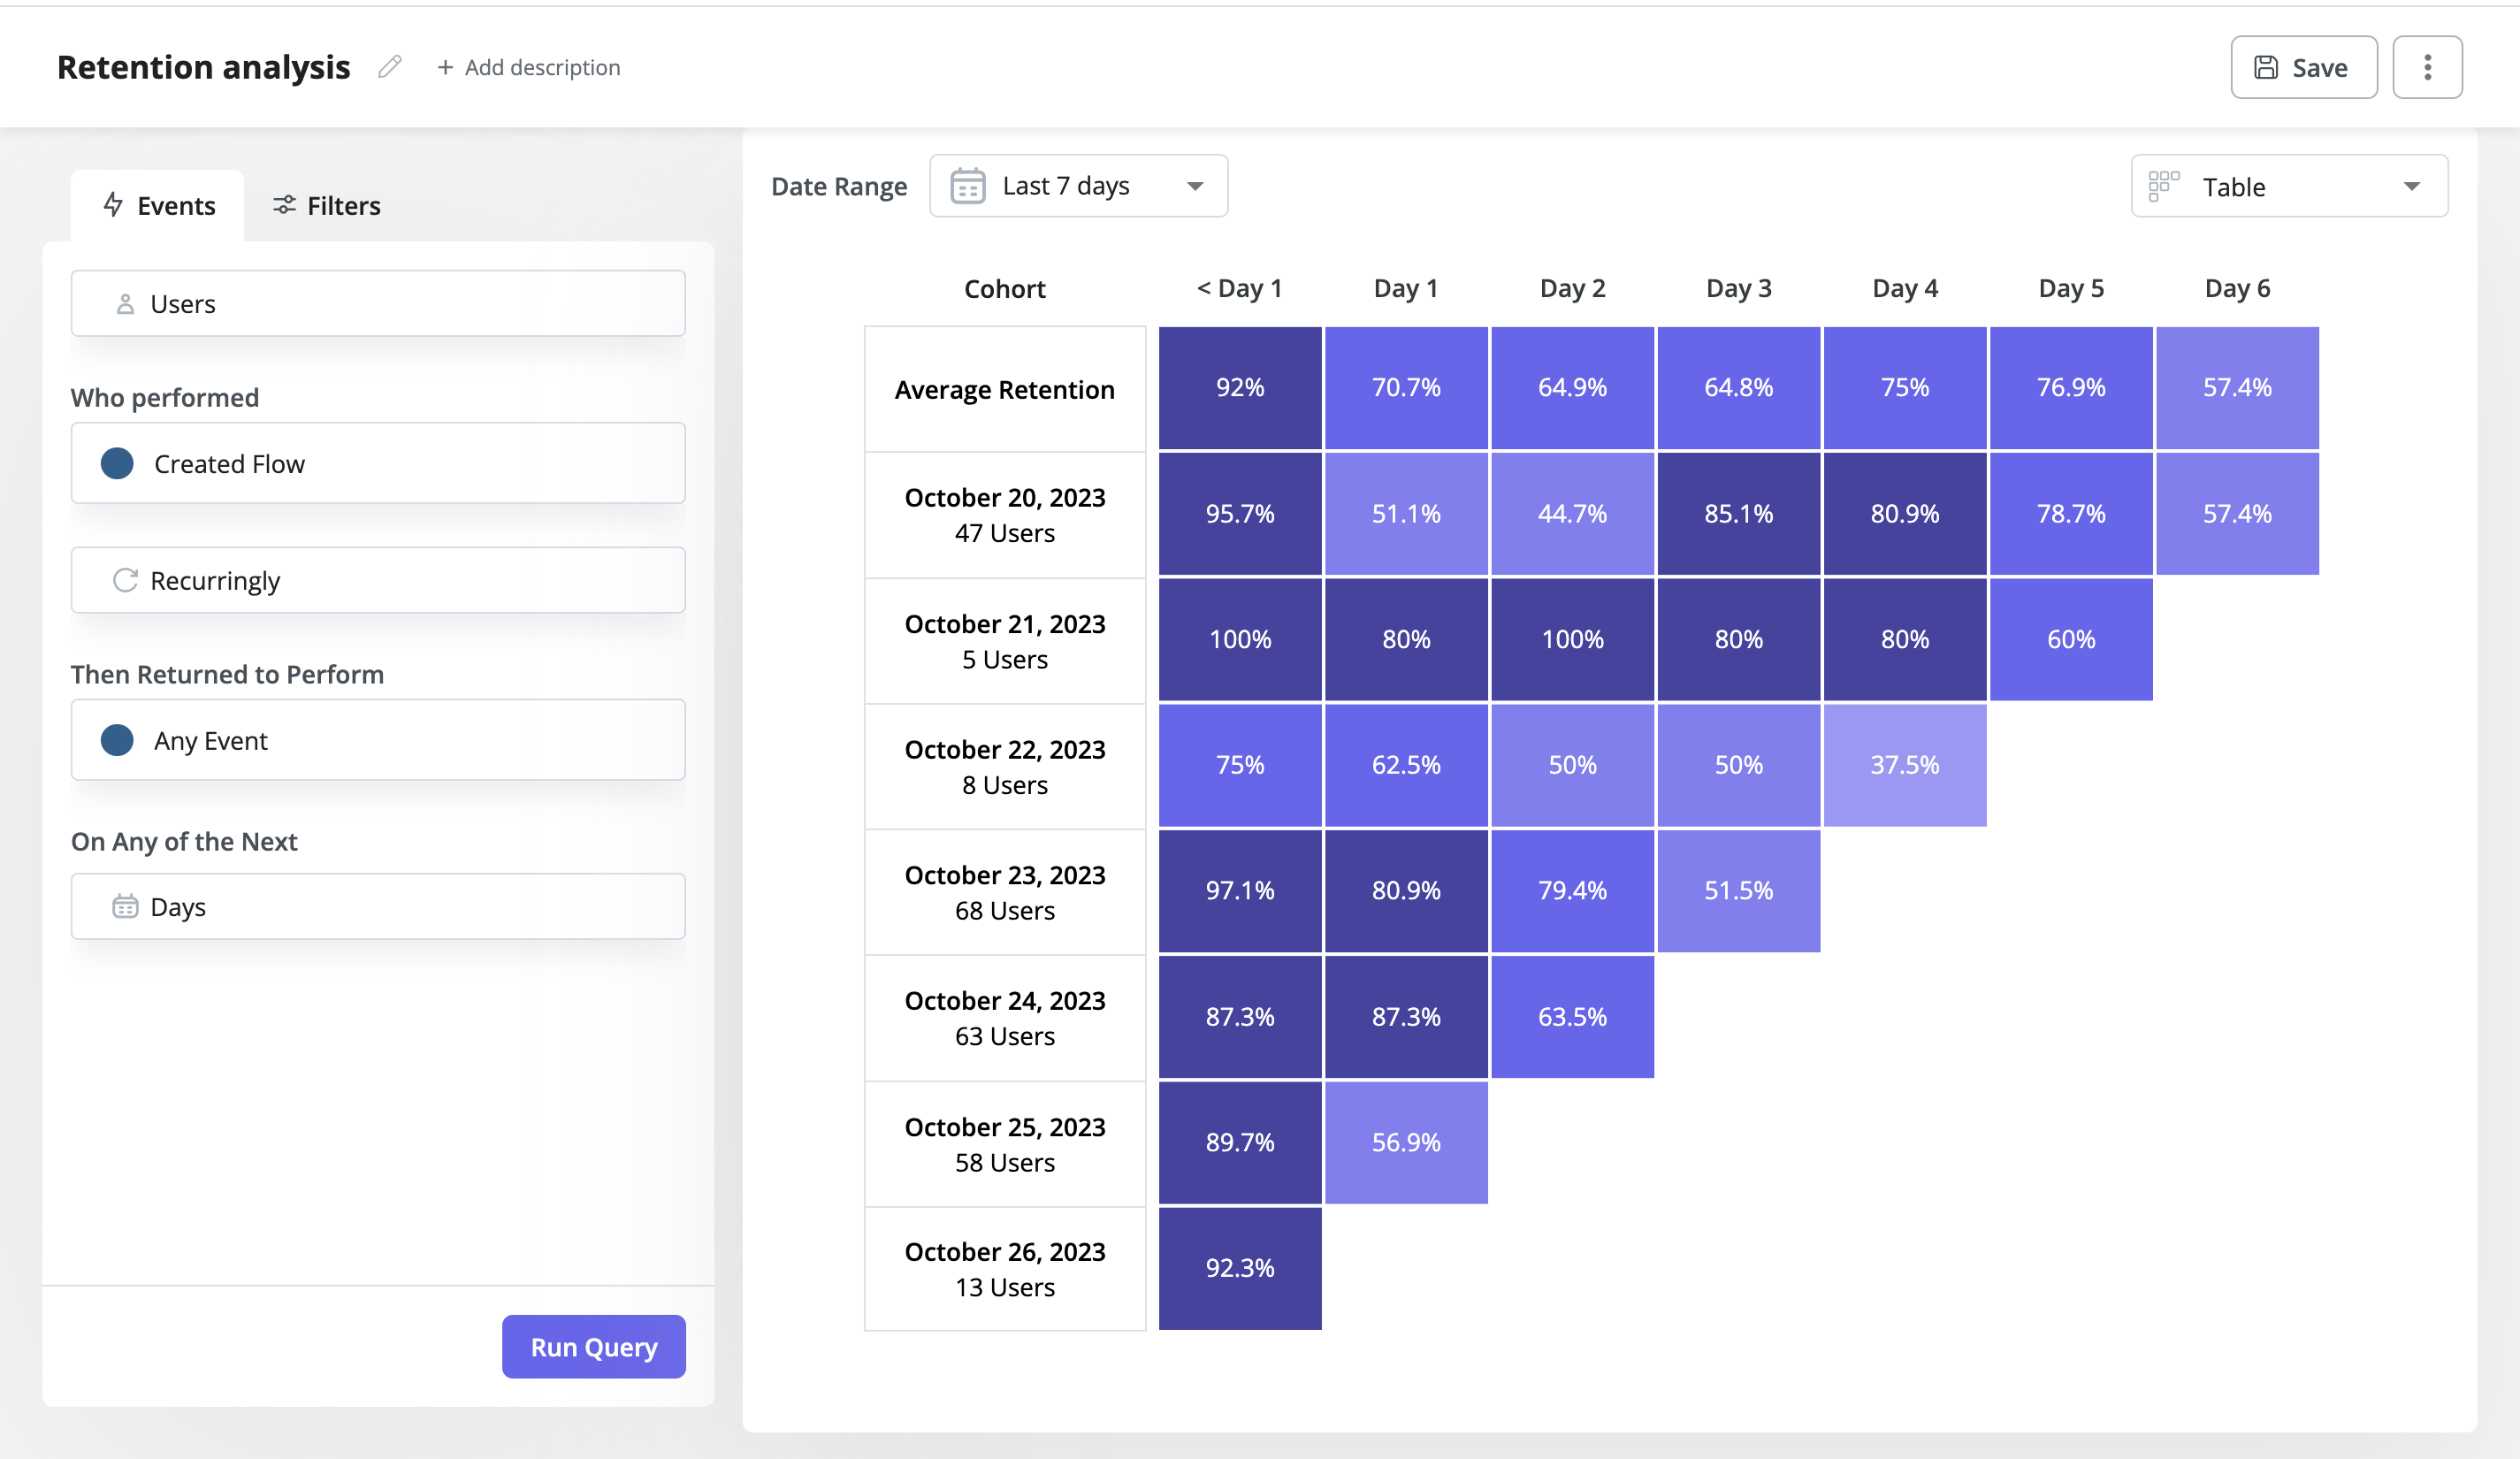 Retention analysis + Add description Save
Events Filters
Users
Who performed
Created Flow
Recurringly
Then Returned to Perform
Any Event
On Any of the Next
Days
Run Query
Date Range Last 7 days Table
Cohort < Day 1 Day 1 Day 2 Day 3 Day 4 Day 5 Day 6
Average Retention 92% 70.7% 64.9% 64.8% 75% 76.9% 57.4%
October 20, 2023
47 Users
95.7% 51.1% 44.7% 85.1% 80.9% 78.7% 57.4%
October 21, 2023
5 Users
100% 80% 100% 80% 80% 60%
October 22, 2023
8 Users
75% 62.5% 50% 50% 37.5%
October 23, 2023
68 Users
97.1% 80.9% 79.4% 51.5%
October 24, 2023
63 Users
87.3% 87.3% 63.5%
October 25, 2023
58 Users
89.7% 56.9%
October 26, 2023
13 Users
92.3%